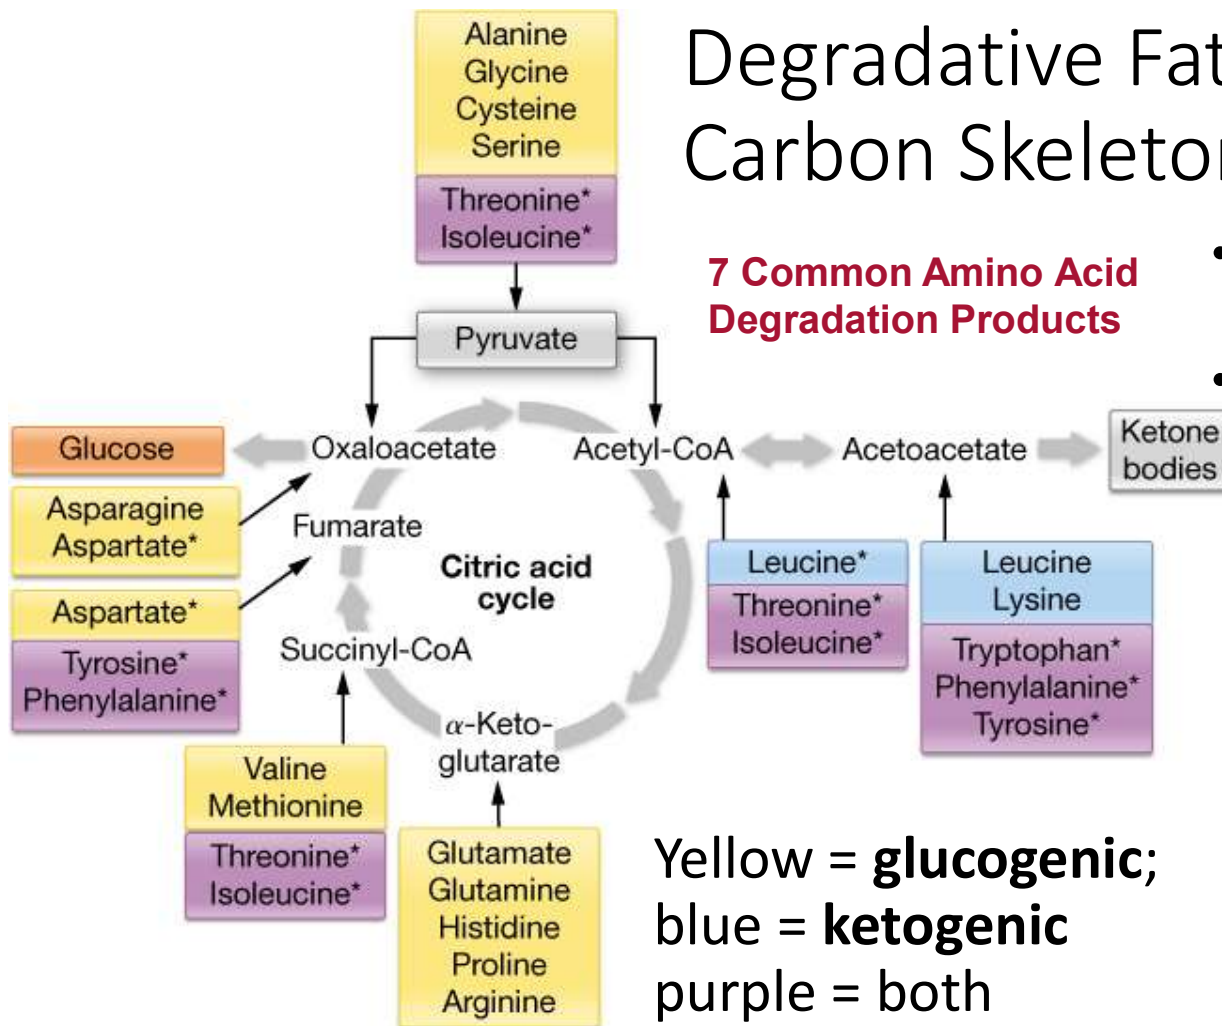 Degradative Fat
Carbon Skeleto
7 Common Amino Acid
Degradation Products
•
•
Alanine
Glycine
Cysteine
Serine
Threonine*
Isoleucine*
Pyruvate
Glucose
Oxaloacetate
Acetyl-CoA
Acetoacetate
Ketone
bodies
Asparagine
Aspartate*
Fumarate
Citric acid
cycle
Aspartate*
Tyrosine*
Phenylalanine*
Succinyl-CoA
Leucine*
Threonine*
Isoleucine*
Leucine
Lysine
Tryptophan*
Phenylalanine*
Tyrosine*
α-Keto-
glutarate
Valine
Methionine
Threonine*
Isoleucine*
Glutamate
Glutamine
Histidine
Proline
Arginine
Yellow = glucogenic;
blue = ketogenic
purple = both